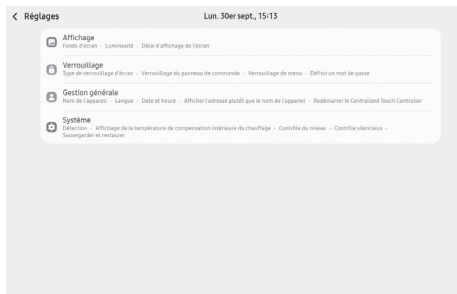 Réglages
Lun. 30er sept., 15:13
Affichage
Fonds d'écran · Luminosité · Délai d'affichage de l'écran
Verrouillage
Type de verrouillage d'écran · Verrouillage du panneau de commande · Verrouillage de menu · Définir un mot de passe
Gestion générale
Nom de l'appareil · Langue · Date et heure · Afficher l'adresse plutôt que le nom de l'appareil · Redémarrer le Centralized Touch Controller
Système
Détection · Affichage de la température de compensation intérieure du chauffage · Contrôle du niveau · Contrôle silencieux ·
Sauvegarder et restaurer